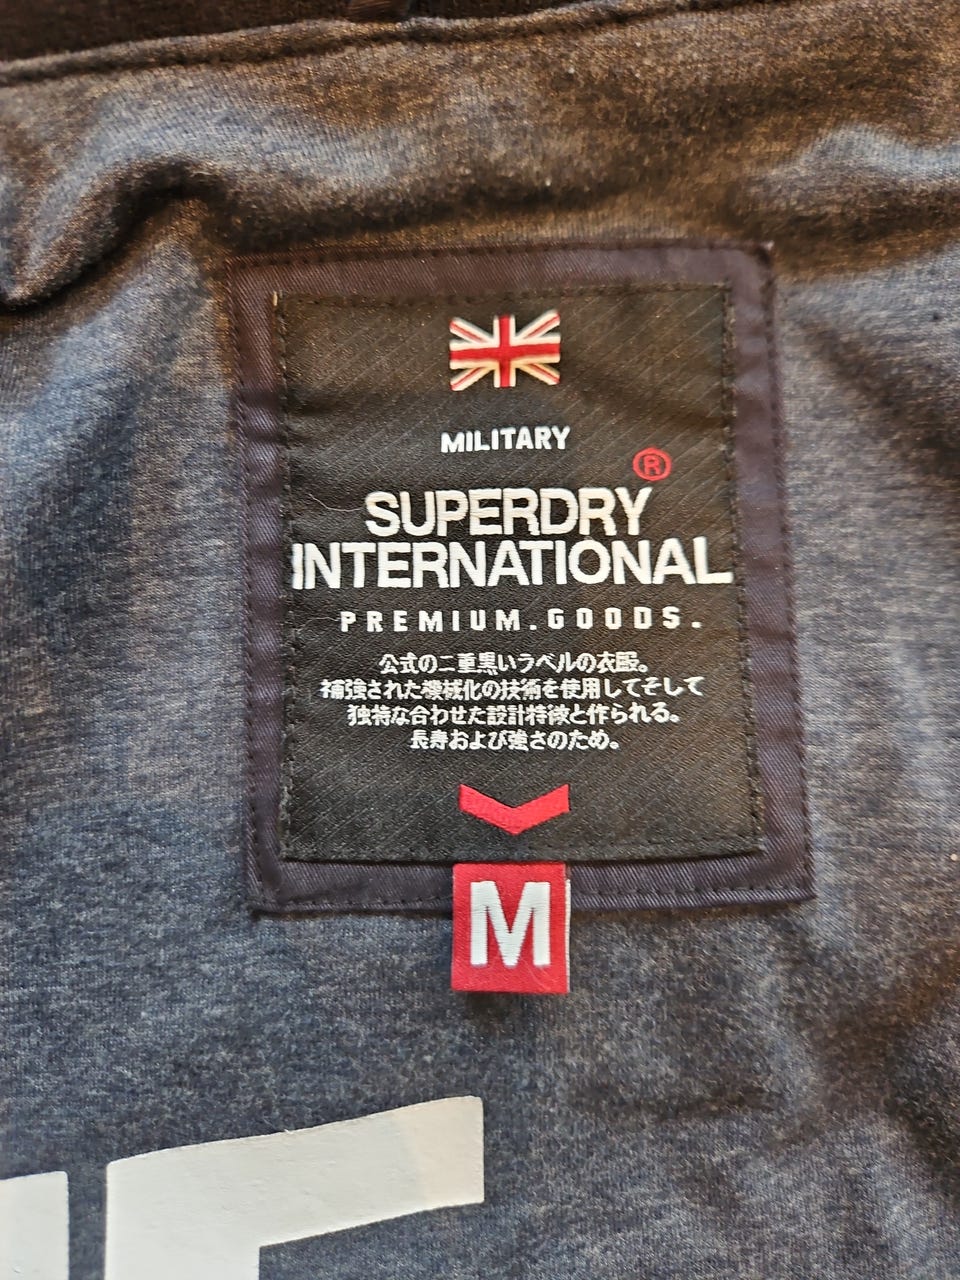 MILITARY
®
SUPERDRY
INTERNATIONAL
PREMIUM.GOODS.
公式の二重黒いラベルの衣服。
補強された機械化の技術を使用してそして
独特な合わせた設計特徴と作られる。
長寿および強さのため。
M